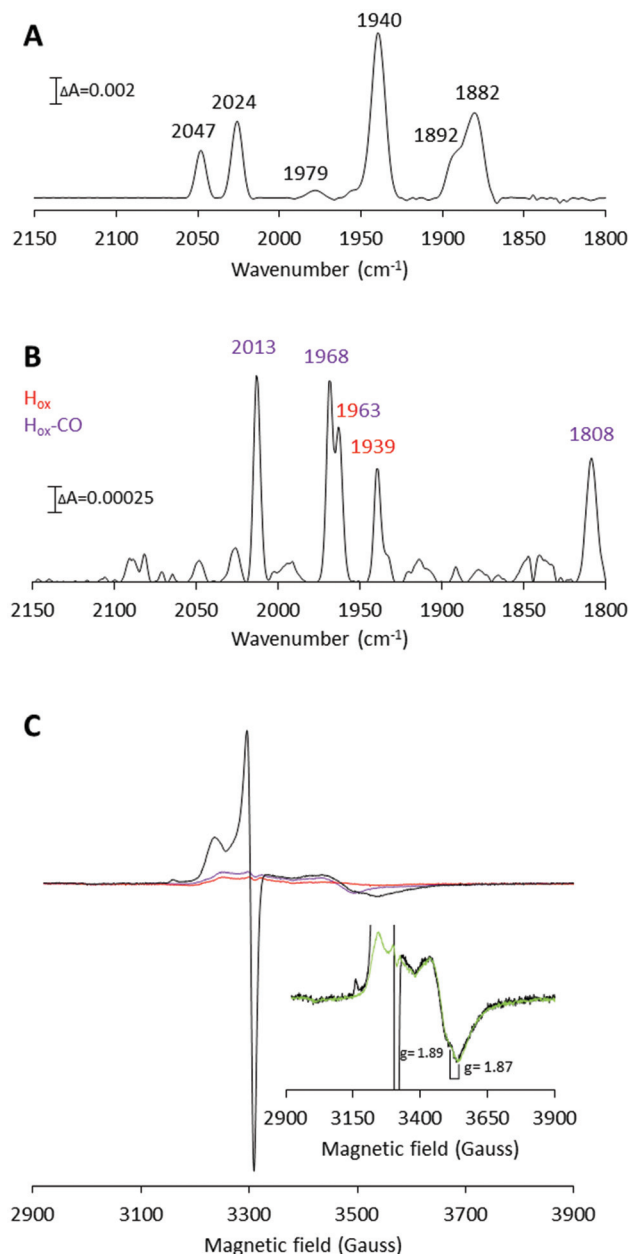 A
ΔA=0.002
2047
2024
1979
1940
1892
1882
2150 2100 2050 2000 1950 1900 1850 1800
Wavenumber (cm-1)
B
Hox
Hox-CO
ΔA=0.00025
2013
1968
1963
1939
1808
2150 2100 2050 2000 1950 1900 1850 1800
Wavenumber (cm-1)
C
g= 1.89
g= 1.87
2900 3150 3400 3650 3900
Magnetic field (Gauss)
2900 3100 3300 3500 3700 3900
Magnetic field (Gauss)